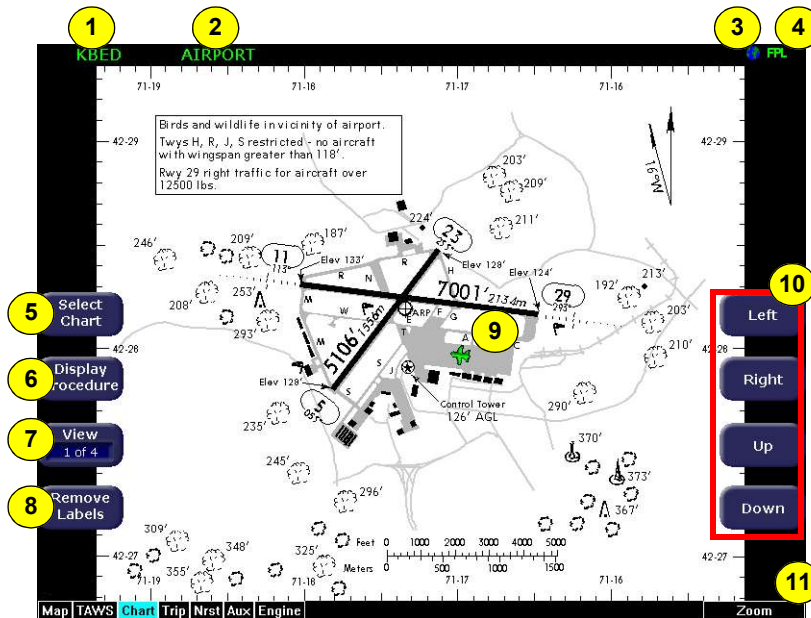 1
2
3
4
KBED
AIRPORT
FPL
71-19
71-18
71-17
71-16
42-29
42-29
Birds and wildlife in vicinity of airport.
Twys H, R, J, S restricted - no aircraft
with wingspan greater than 118'.
Rwy 29 right traffic for aircraft over
12500 lbs.
16°W
203'
209'
211'
224'
23
233°
246'
209'
187'
11
113°
Elev 133'
Elev 128'
Elev 124'
R
N
R
H
7001' 2134m
29
293°
192'
213'
10
208'
253'
293'
M
W
M
ARP
E
F
G
T
A
C
9
203'
210'
5
Select
Chart
Left
5106' 1556m
42-28
42-28
6
Display
Procedure
Right
Elev 128'
S
J
5
053°
Control Tower
126' AGL
290'
235'
7
View
1 of 4
370'
Up
245'
373'
8
Remove
Labels
296'
367'
Down
309'
348'
355'
325'
Feet
0
1000
2000
3000
4000
5000
Meters
0
500
1000
1500
42-27
42-27
71-19
71-18
71-17
71-16
11
Map
TAWS
Chart
Trip
Nrst
Aux
Engine
Zoom